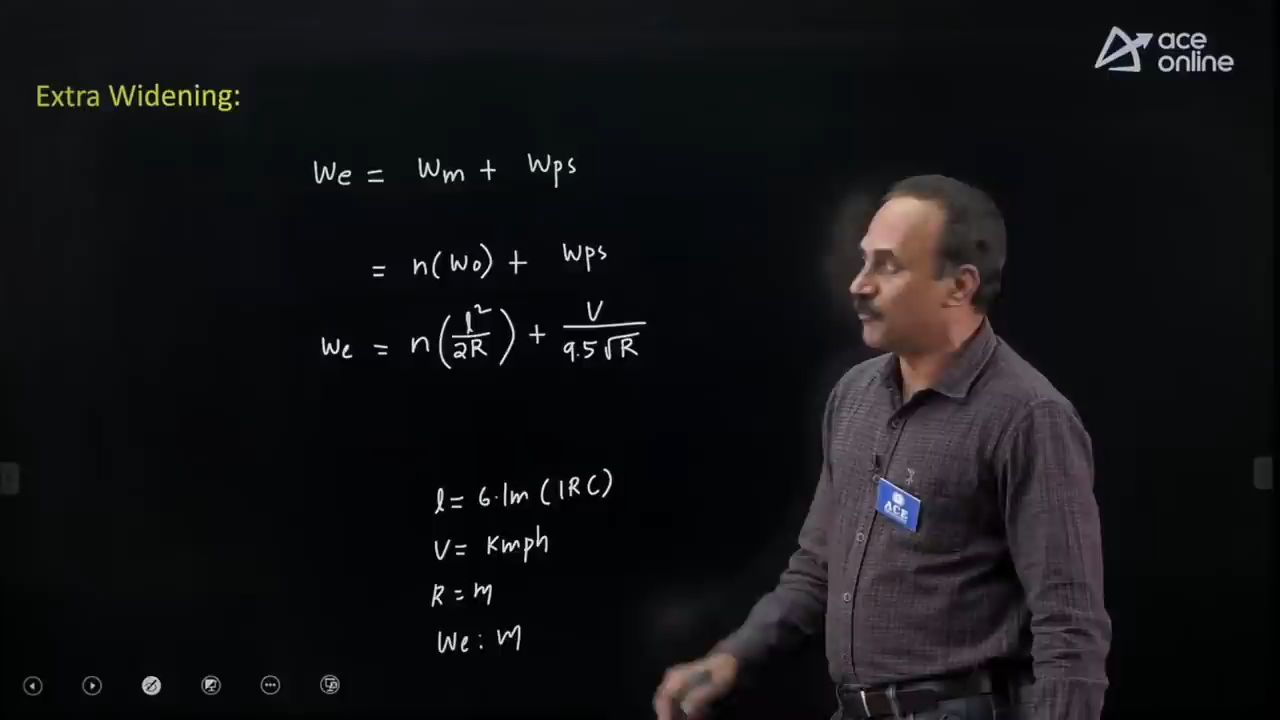 ace
online
Extra Widening:
We = Wm + Wps
= n(Wo) + Wps
We = n(l²/2R) + V/9.5√R
l = 6.1m (IRC)
V = Kmph
R = m
We : m
ACE